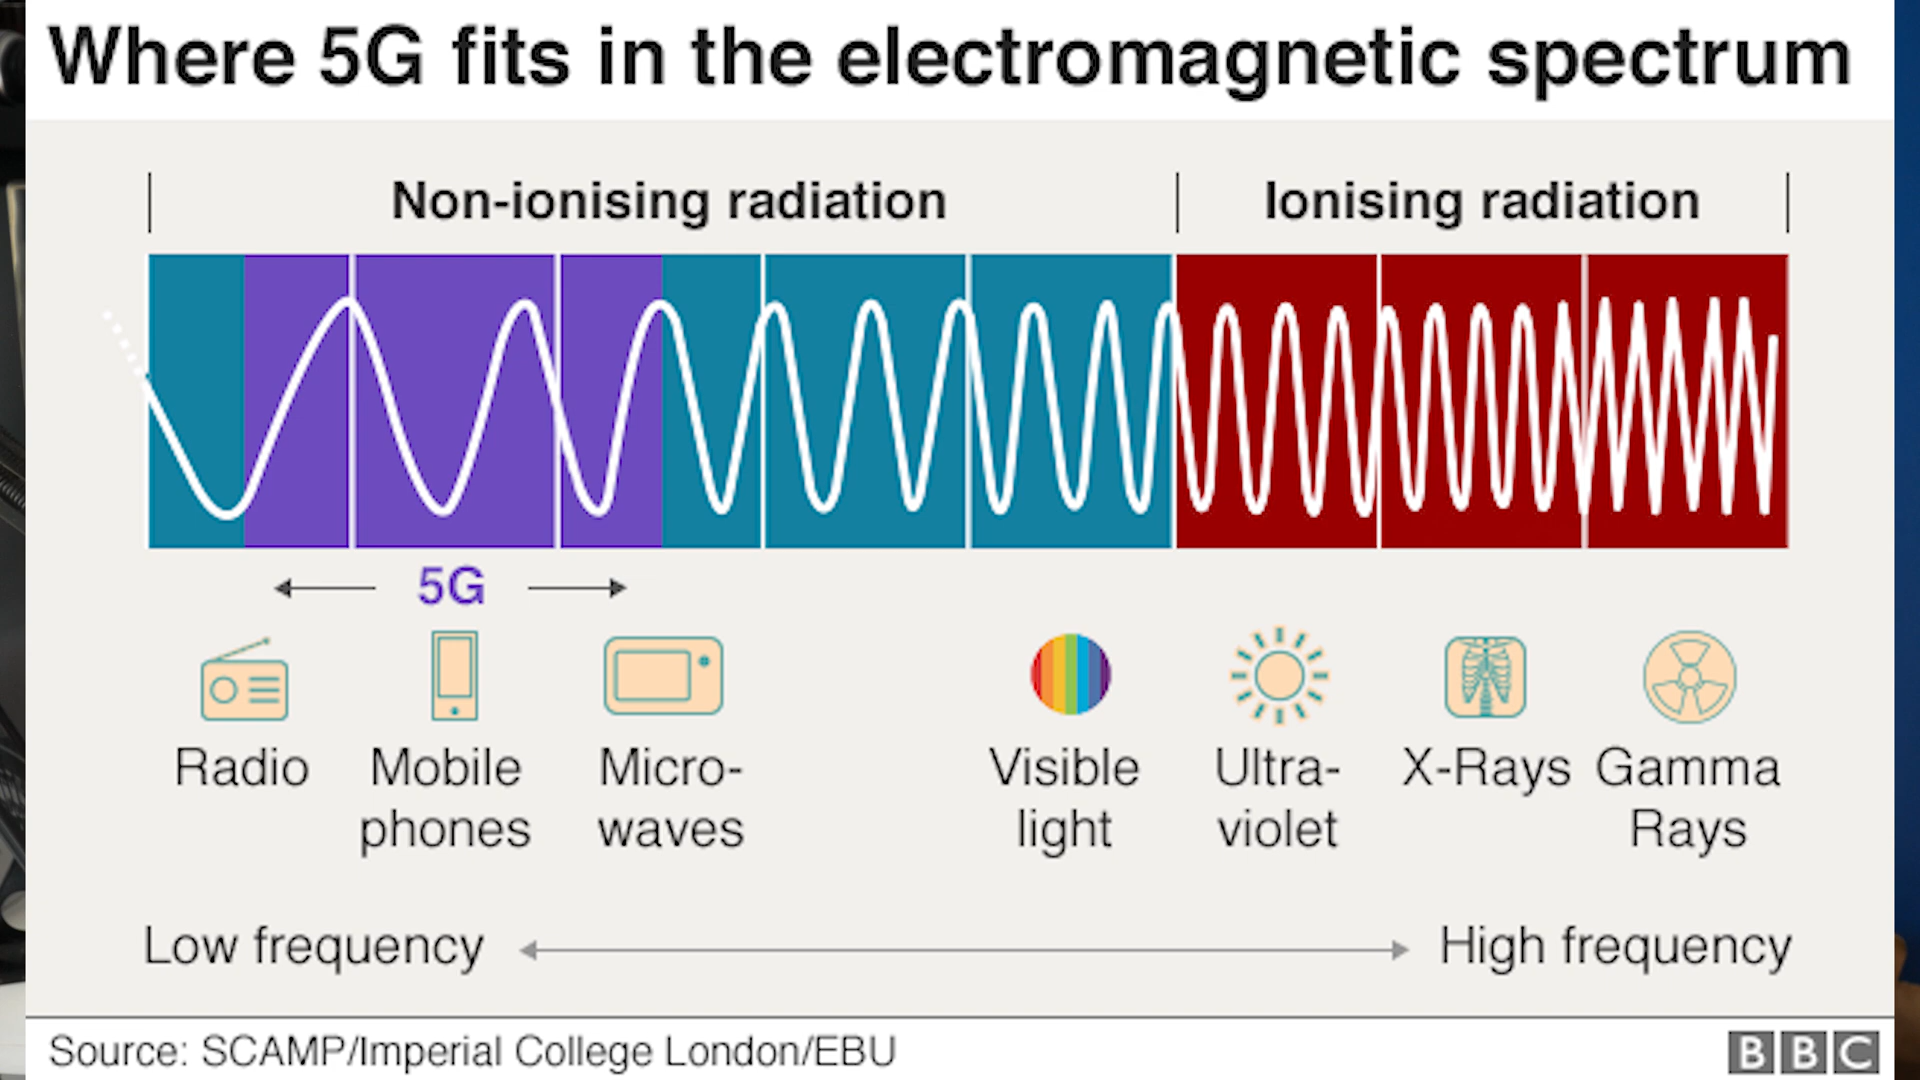 Where 5G fits in the electromagnetic spectrum
Non-ionising radiation
Ionising radiation
5G
Radio
Mobile
phones
Micro-
waves
Visible
light
Ultra-
violet
X-Rays
Gamma
Rays
Low frequency
High frequency
Source: SCAMP/Imperial College London/EBU
BBC